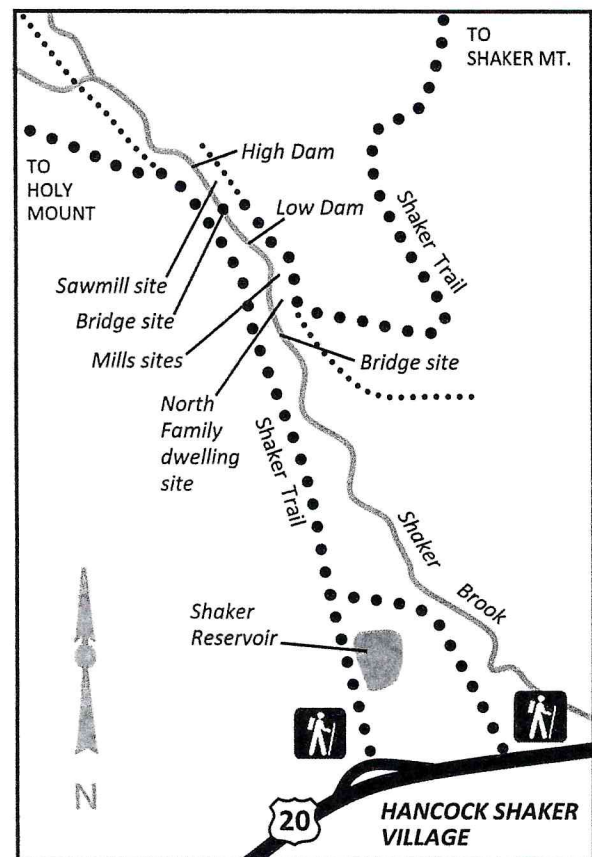 TO
SHAKER MT.
High Dam
TO
HOLY
MOUNT
Low Dam
Shaker Trail
Sawmill site
Bridge site
Mills sites
Bridge site
North
Family
dwelling
site
Shaker Trail
Shaker Brook
Shaker
Reservoir
N
20
HANCOCK SHAKER
VILLAGE